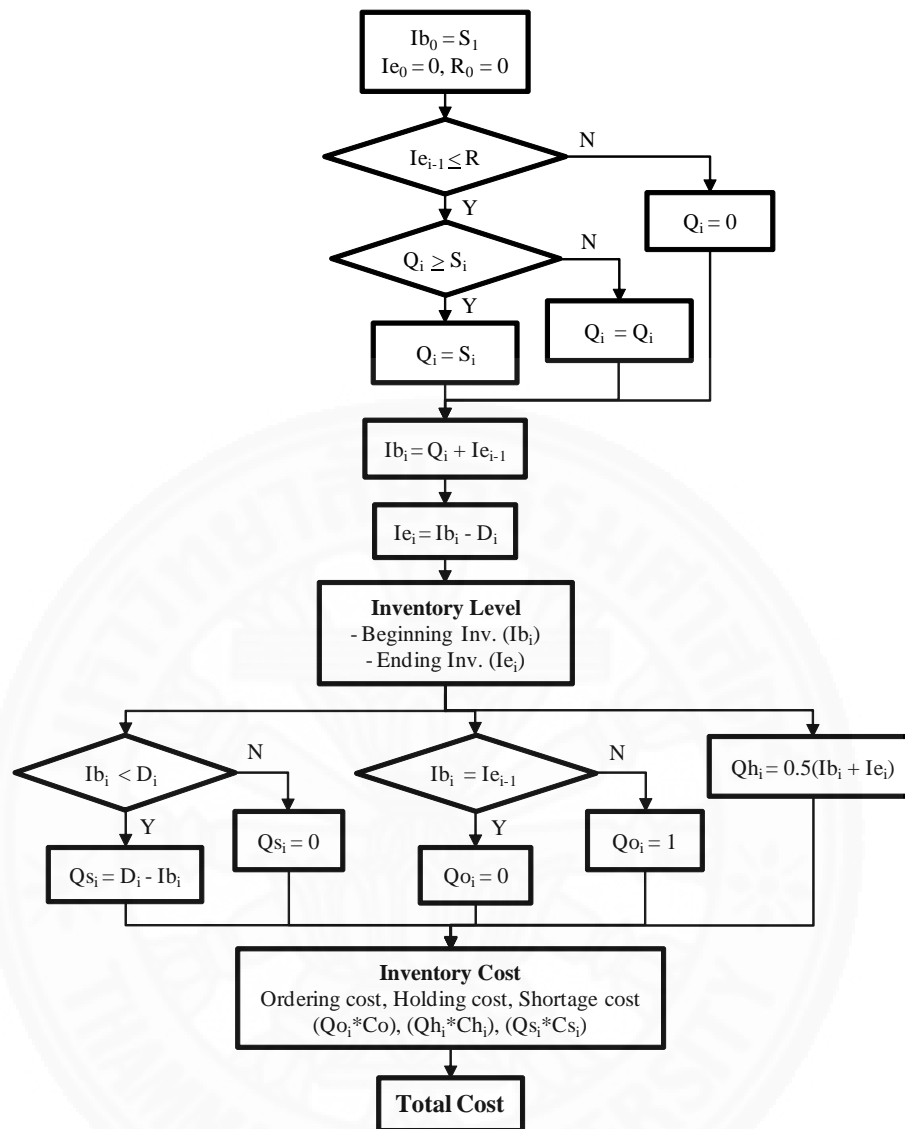 Ib₀ = S₁
Ie₀ = 0, R₀ = 0
Ieᵢ₋₁ ≤ R
N
Y
Qᵢ = 0
Qᵢ ≥ Sᵢ
N
Y
Qᵢ = Qᵢ
Qᵢ = Sᵢ
Ibᵢ = Qᵢ + Ieᵢ₋₁
Ieᵢ = Ibᵢ - Dᵢ
Inventory Level
- Beginning Inv. (Ibᵢ)
- Ending Inv. (Ieᵢ)
Ibᵢ < Dᵢ
N
Y
Ibᵢ = Ieᵢ₋₁
N
Y
Qhᵢ = 0.5(Ibᵢ + Ieᵢ)
Qsᵢ = 0
Qoᵢ = 1
Qsᵢ = Dᵢ - Ibᵢ
Qoᵢ = 0
Inventory Cost
Ordering cost, Holding cost, Shortage cost
(Qoᵢ*Co), (Qhᵢ*Chᵢ), (Qsᵢ*Csᵢ)
Total Cost